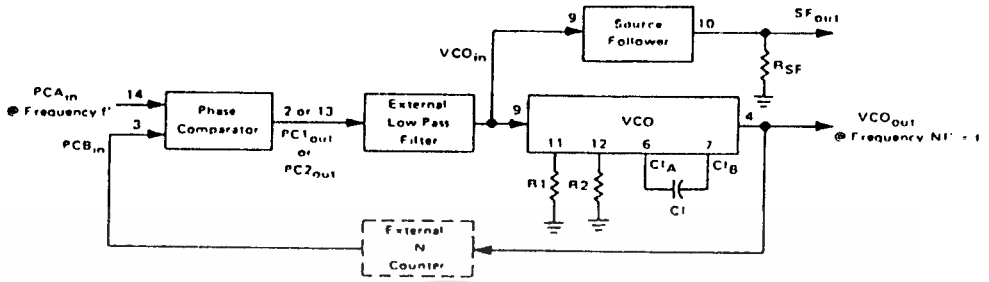 9
Source
Follower
10
SFout
RSF
VCOin
PCAin
@ Frequency f'
14
3
PCBin
Phase
Comparator
2 or 13
PC1out
or
PC2out
External
Low Pass
Filter
9
VCO
4
VCOout
@ Frequency Nf' = f
11
12
6
7
R1
R2
C1A
C1B
C1
External
N
Counter